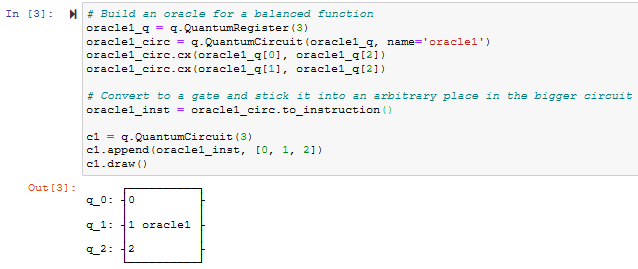 In [3]:
# Build an oracle for a balanced function
oracle1_q = q.QuantumRegister(3)
oracle1_circ = q.QuantumCircuit(oracle1_q, name='oracle1')
oracle1_circ.cx(oracle1_q[0], oracle1_q[2])
oracle1_circ.cx(oracle1_q[1], oracle1_q[2])

# Convert to a gate and stick it into an arbitrary place in the bigger circuit
oracle1_inst = oracle1_circ.to_instruction()

c1 = q.QuantumCircuit(3)
c1.append(oracle1_inst, [0, 1, 2])
c1.draw()
Out[3]:
q_0: 0
q_1: 1 oracle1
q_2: 2